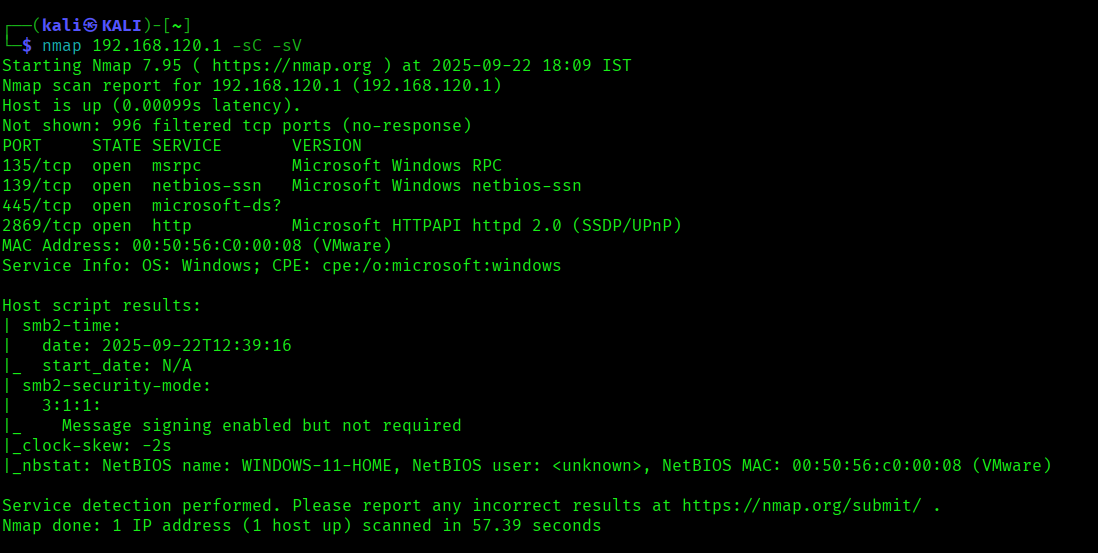 ┌──(kali㉿KALI)-[~]
└─$ nmap 192.168.120.1 -sC -sV
Starting Nmap 7.95 ( https://nmap.org ) at 2025-09-22 18:09 IST
Nmap scan report for 192.168.120.1 (192.168.120.1)
Host is up (0.00099s latency).
Not shown: 996 filtered tcp ports (no-response)
PORT     STATE SERVICE       VERSION
135/tcp  open  msrpc         Microsoft Windows RPC
139/tcp  open  netbios-ssn   Microsoft Windows netbios-ssn
445/tcp  open  microsoft-ds?
2869/tcp open  http          Microsoft HTTPAPI httpd 2.0 (SSDP/UPnP)
MAC Address: 00:50:56:C0:00:08 (VMware)
Service Info: OS: Windows; CPE: cpe:/o:microsoft:windows

Host script results:
| smb2-time:
|   date: 2025-09-22T12:39:16
|_  start_date: N/A
| smb2-security-mode:
|   3:1:1:
|_    Message signing enabled but not required
|_clock-skew: -2s
|_nbstat: NetBIOS name: WINDOWS-11-HOME, NetBIOS user: <unknown>, NetBIOS MAC: 00:50:56:c0:00:08 (VMware)

Service detection performed. Please report any incorrect results at https://nmap.org/submit/ .
Nmap done: 1 IP address (1 host up) scanned in 57.39 seconds